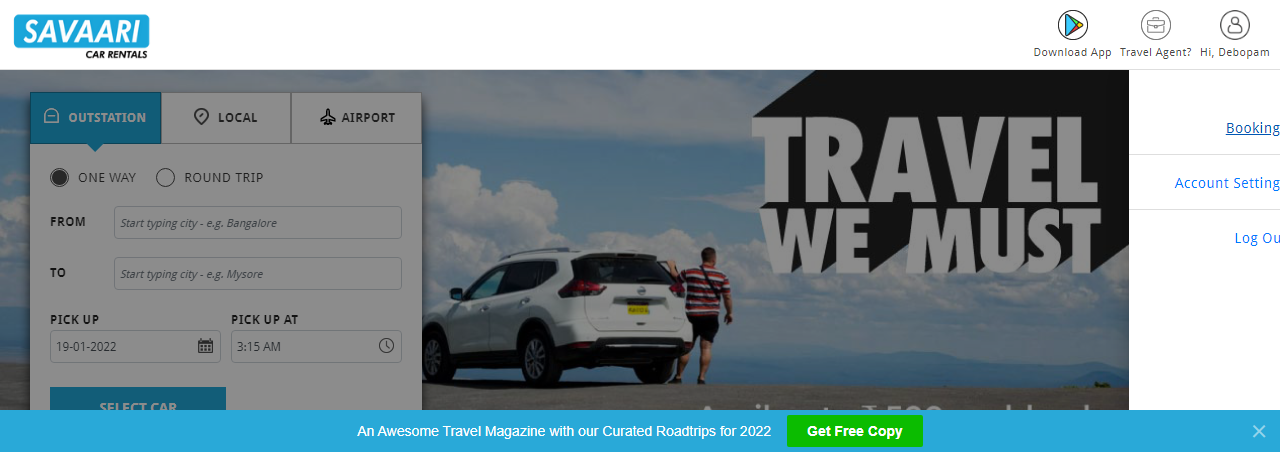 SAVAARI
CAR RENTALS
Download App
Travel Agent?
Hi, Debopam
OUTSTATION
LOCAL
AIRPORT
ONE WAY
ROUND TRIP
FROM
Start typing city - e.g. Bangalore
TO
Start typing city - e.g. Mysore
PICK UP
PICK UP AT
19-01-2022
3:15 AM
SELECT CAR
TRAVEL
WE MUST
Booking
Account Setting
Log Ou
An Awesome Travel Magazine with our Curated Roadtrips for 2022
Get Free Copy